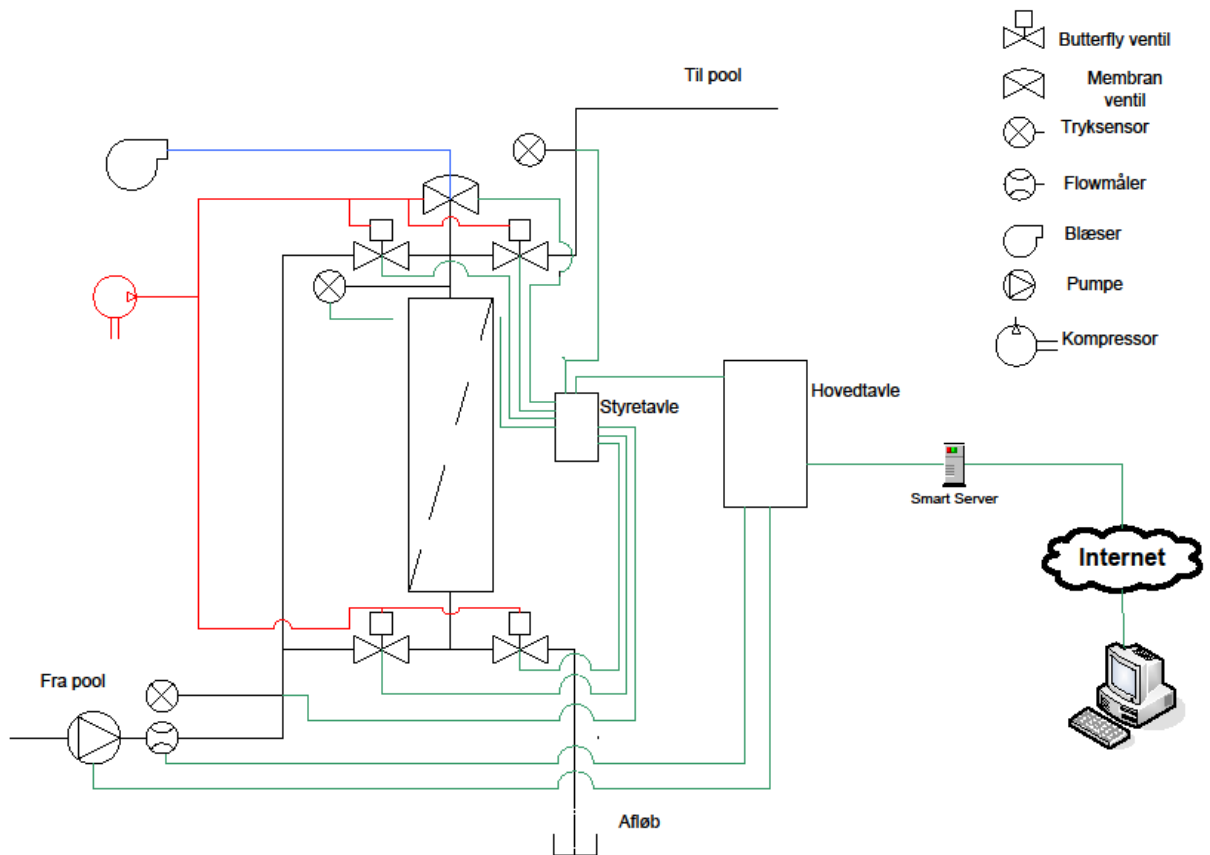 Butterfly ventil
Til pool
Membran
ventil
Tryksensor
Flowmåler
Blæser
Pumpe
Kompressor
Hovedtavle
Styretavle
Smart Server
Internet
Fra pool
Afløb